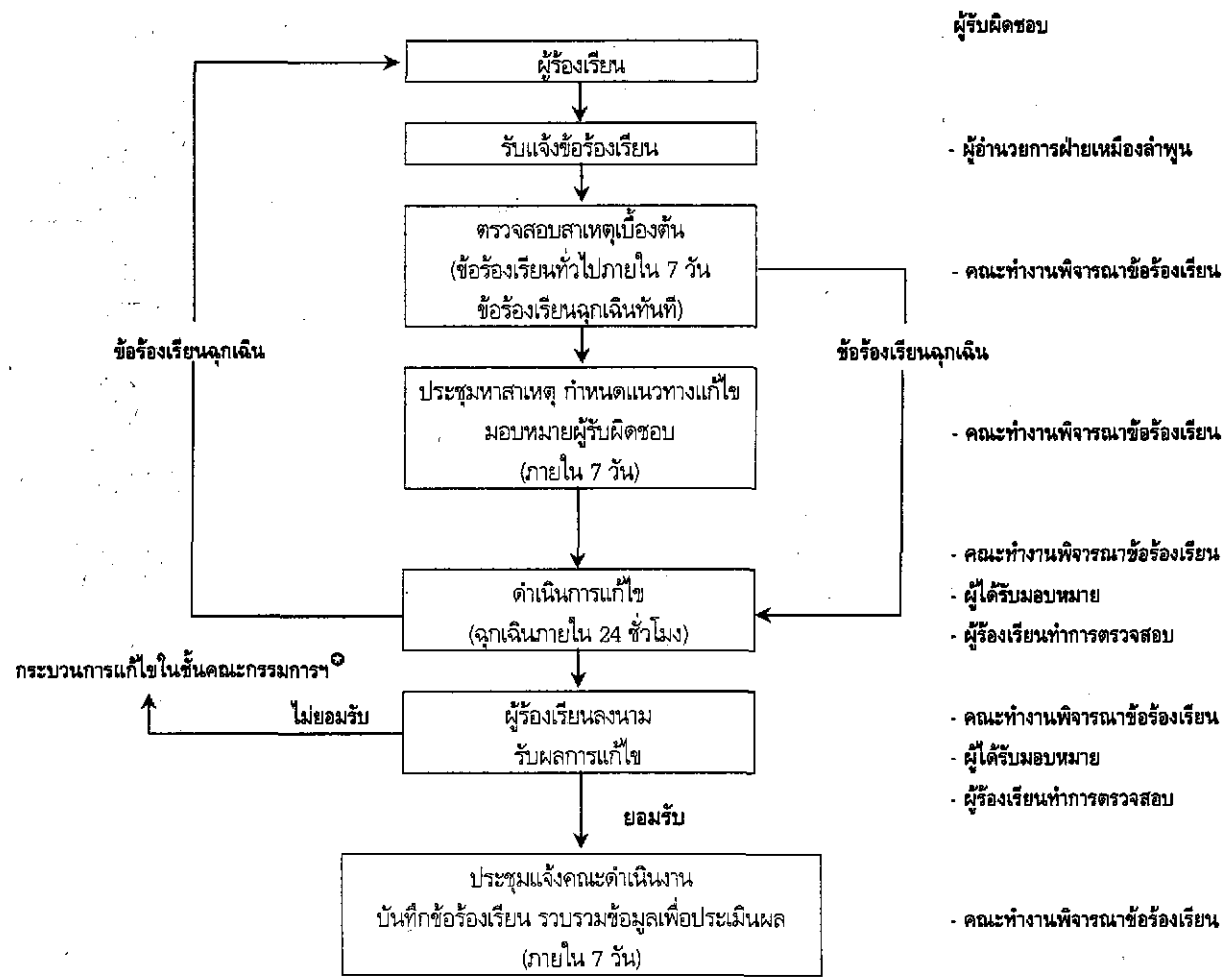 ผู้รับผิดชอบ
ผู้ร้องเรียน
รับแจ้งข้อร้องเรียน
- ผู้อำนวยการฝ่ายเหมืองลำพูน
ตรวจสอบสาเหตุเบื้องต้น
(ข้อร้องเรียนทั่วไปภายใน 7 วัน
ข้อร้องเรียนฉุกเฉินทันที)
- คณะทำงานพิจารณาข้อร้องเรียน
ข้อร้องเรียนฉุกเฉิน
ข้อร้องเรียนฉุกเฉิน
ประชุมหาสาเหตุ กำหนดแนวทางแก้ไข
มอบหมายผู้รับผิดชอบ
(ภายใน 7 วัน)
- คณะทำงานพิจารณาข้อร้องเรียน
ดำเนินการแก้ไข
(ฉุกเฉินภายใน 24 ชั่วโมง)
- คณะทำงานพิจารณาข้อร้องเรียน
- ผู้ได้รับมอบหมาย
- ผู้ร้องเรียนทำการตรวจสอบ
กระบวนการแก้ไขในชั้นคณะกรรมการฯ✪
ไม่ยอมรับ
ผู้ร้องเรียนลงนาม
รับผลการแก้ไข
- คณะทำงานพิจารณาข้อร้องเรียน
- ผู้ได้รับมอบหมาย
- ผู้ร้องเรียนทำการตรวจสอบ
ยอมรับ
ประชุมแจ้งคณะดำเนินงาน
บันทึกข้อร้องเรียน รวบรวมข้อมูลเพื่อประเมินผล
(ภายใน 7 วัน)
- คณะทำงานพิจารณาข้อร้องเรียน